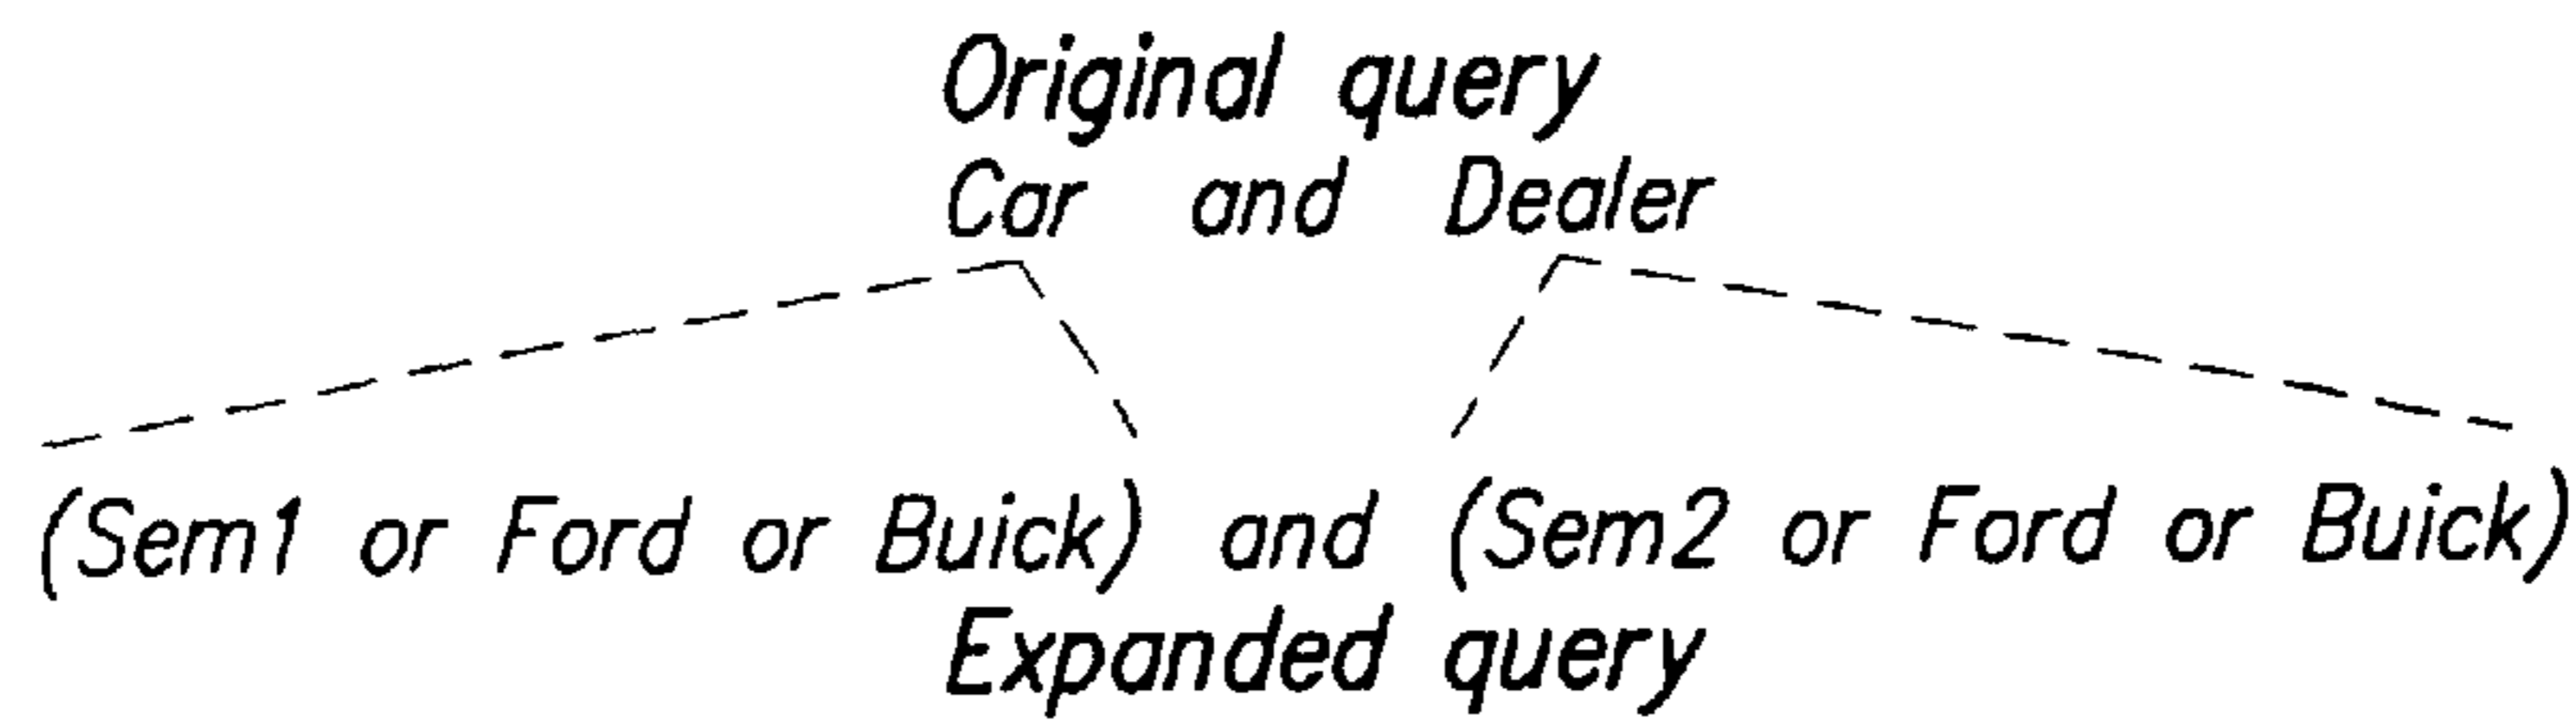 Original query
Car and Dealer
(Sem1 or Ford or Buick) and (Sem2 or Ford or Buick)
Expanded query